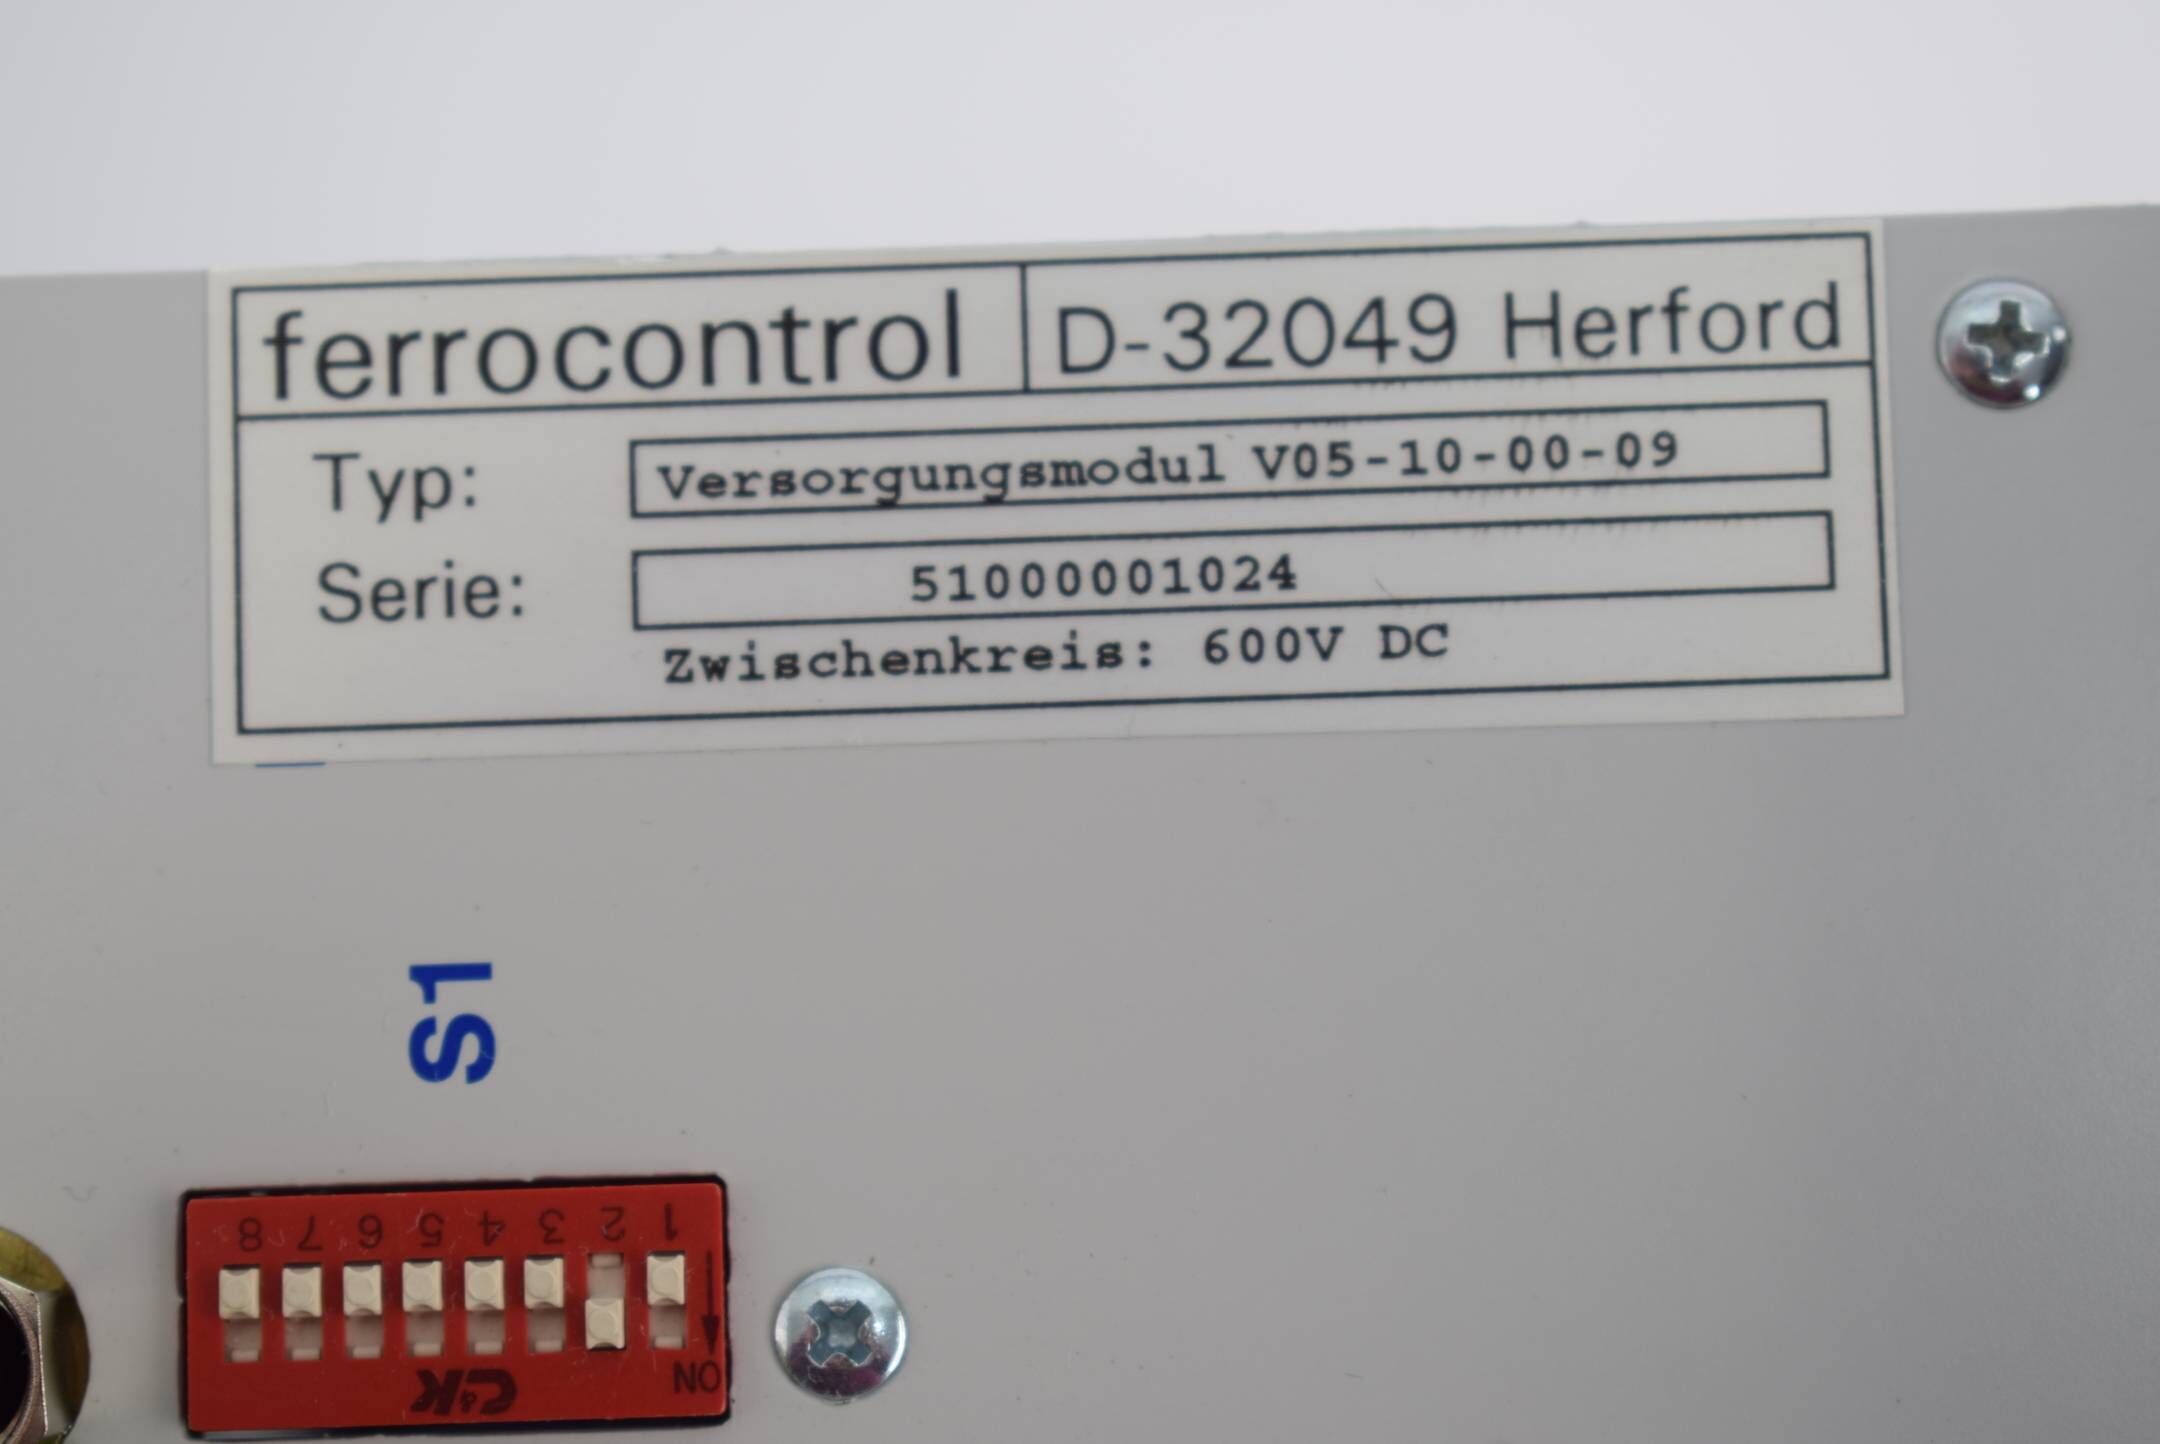 ferrocontrol D-32049 Herford
Typ: Versorgungsmodul V05-10-00-09
Serie: 51000001024
Zwischenkreis: 600V DC
S1
8 7 6 5 4 3 2 1
C&K
ON